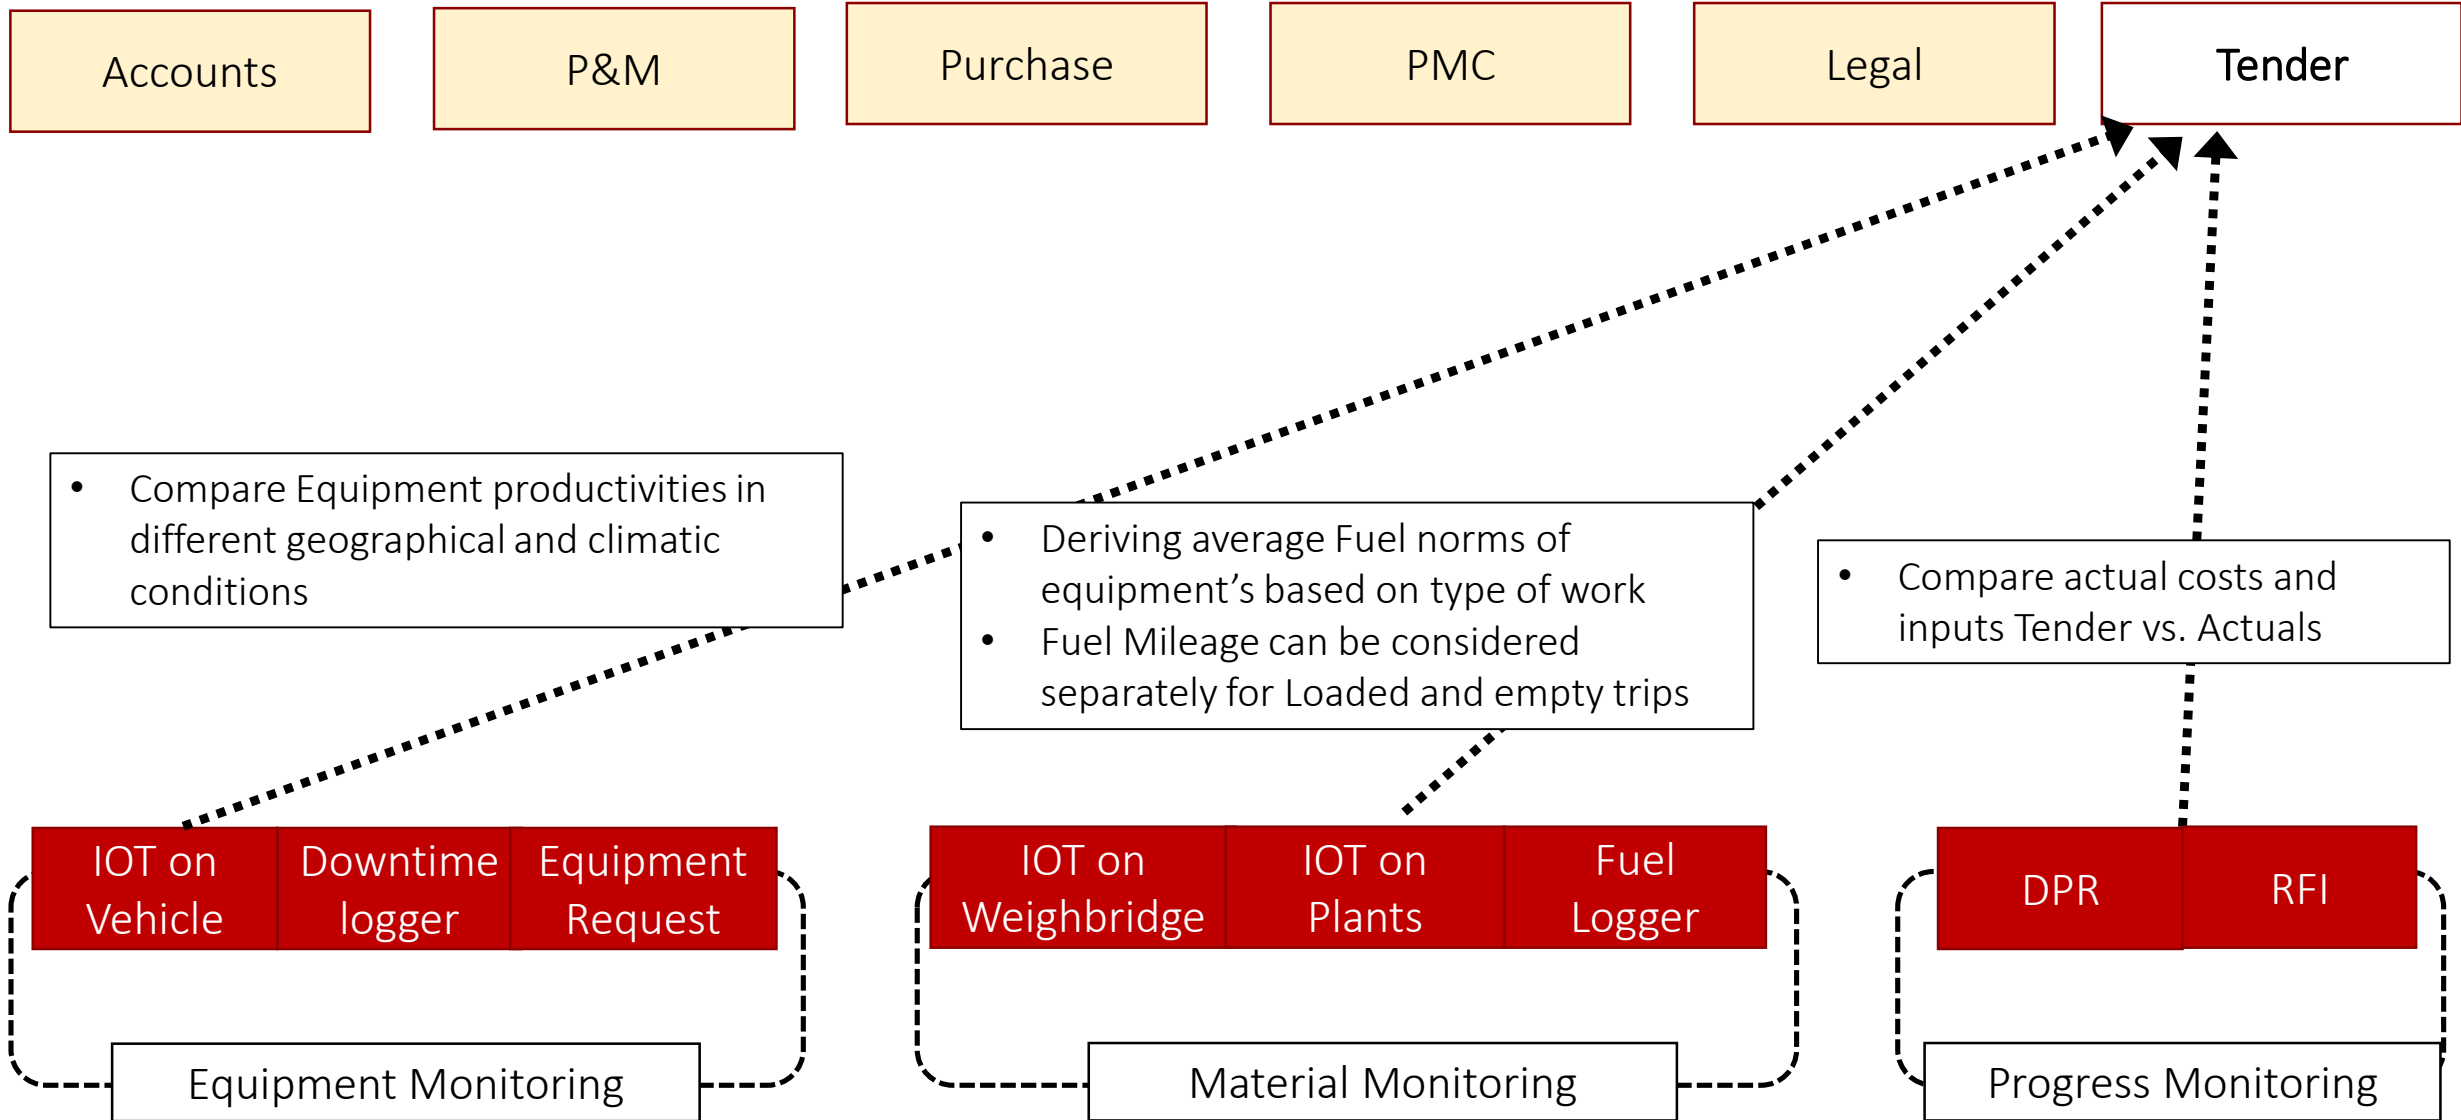 Accounts
P&M
Purchase
PMC
Legal
Tender
• Compare Equipment productivities in
different geographical and climatic
conditions
• Deriving average Fuel norms of
equipment’s based on type of work
• Fuel Mileage can be considered
separately for Loaded and empty trips
• Compare actual costs and
inputs Tender vs. Actuals
IOT on
Vehicle
Downtime
logger
Equipment
Request
IOT on
Weighbridge
IOT on
Plants
Fuel
Logger
DPR
RFI
Equipment Monitoring
Material Monitoring
Progress Monitoring